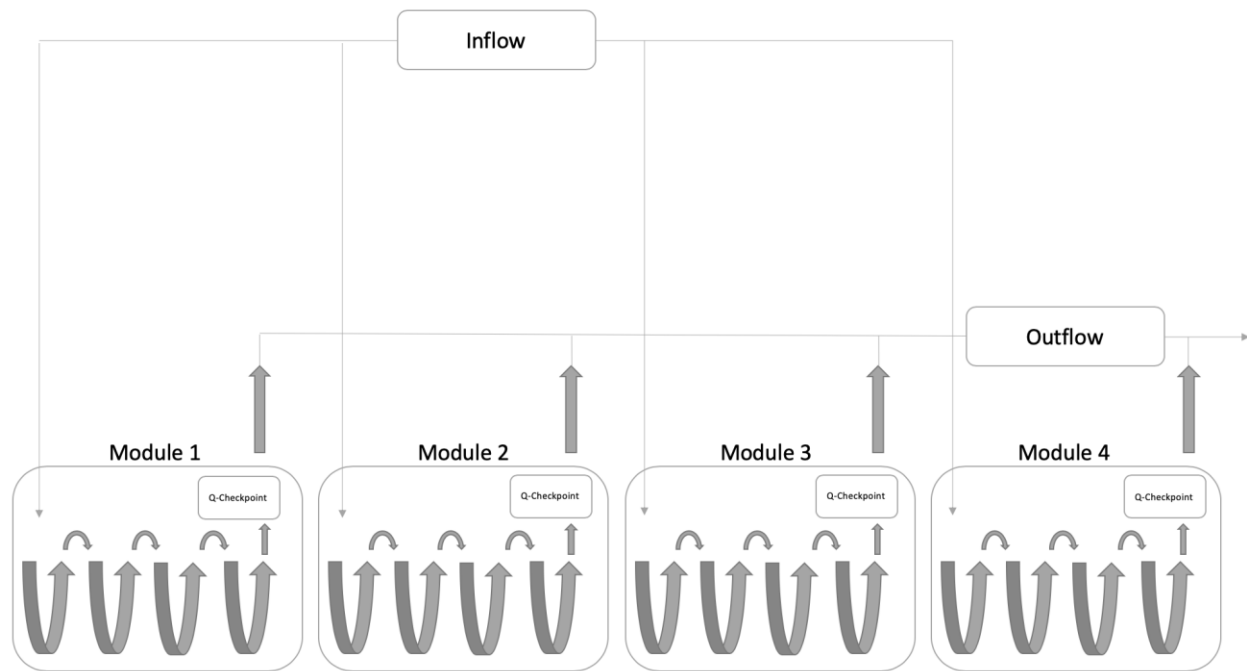 Inflow
Outflow
Module 1
Module 2
Module 3
Module 4
Q-Checkpoint
Q-Checkpoint
Q-Checkpoint
Q-Checkpoint